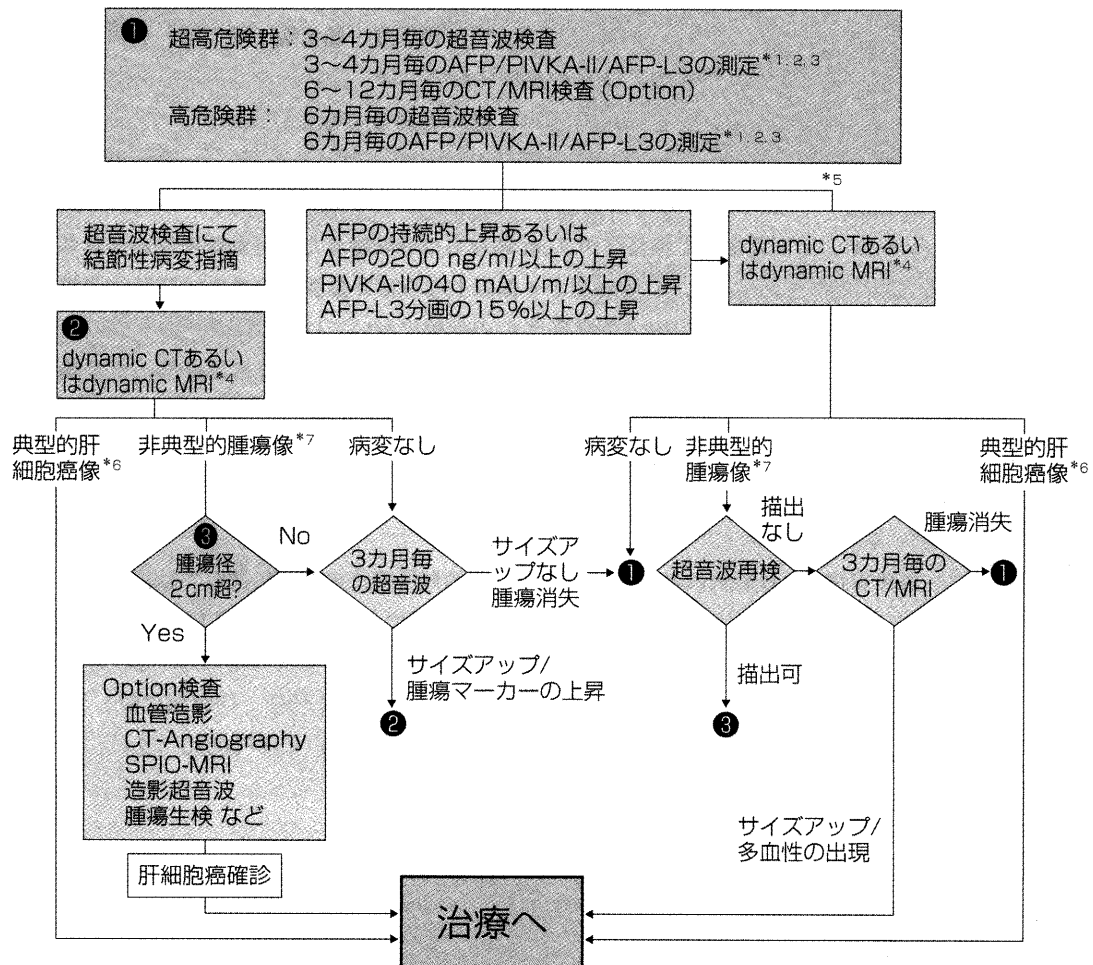 ❶ 超高危険群：3〜4カ月毎の超音波検査
3〜4カ月毎のAFP/PIVKA-II/AFP-L3の測定*1,2,3
6〜12カ月毎のCT/MRI検査（Option）
高危険群：　6カ月毎の超音波検査
6カ月毎のAFP/PIVKA-II/AFP-L3の測定*1,2,3
*5
超音波検査にて
結節性病変指摘
AFPの持続的上昇あるいは
AFPの200 ng/ml以上の上昇
PIVKA-IIの40 mAU/ml以上の上昇
AFP-L3分画の15%以上の上昇
dynamic CTあるい
はdynamic MRI*4
❷
dynamic CTあるい
はdynamic MRI*4
典型的肝
細胞癌像*6
非典型的腫瘍像*7
病変なし
病変なし
非典型的
腫瘍像*7
典型的肝
細胞癌像*6
❸
腫瘍径
2cm超?
No
3カ月毎
の超音波
サイズア
ップなし
腫瘍消失
❶
超音波再検
描出
なし
3カ月毎の
CT/MRI
腫瘍消失
❶
Yes
サイズアップ/
腫瘍マーカーの上昇
❷
描出可
❸
Option検査
血管造影
CT-Angiography
SPIO-MRI
造影超音波
腫瘍生検 など
サイズアップ/
多血性の出現
肝細胞癌確診
治療へ